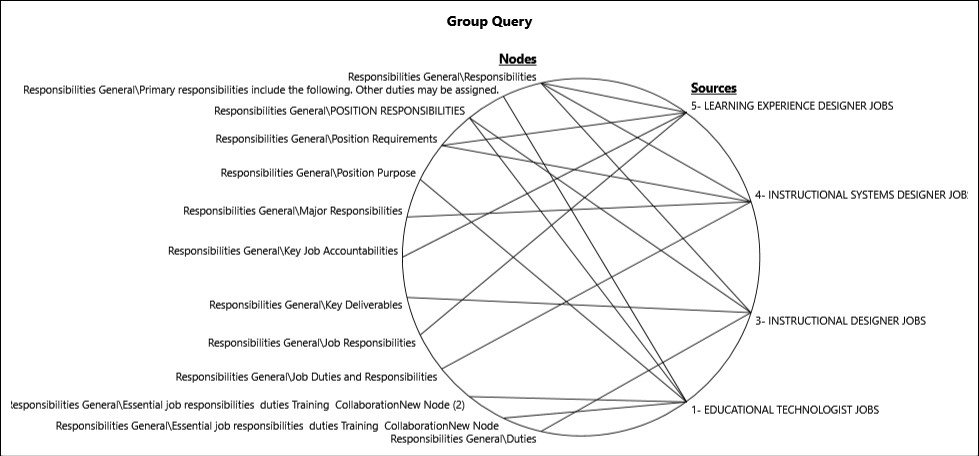 Group Query
Nodes
Responsibilities General\Responsibilities
Responsibilities General\Primary responsibilities include the following. Other duties may be assigned.
Responsibilities General\POSITION RESPONSIBILITIES
Responsibilities General\Position Requirements
Responsibilities General\Position Purpose
Responsibilities General\Major Responsibilities
Responsibilities General\Key Job Accountabilities
Responsibilities General\Key Deliverables
Responsibilities General\Job Responsibilities
Responsibilities General\Job Duties and Responsibilities
esponsibilities General\Essential job responsibilities duties Training CollaborationNew Node (2)
Responsibilities General\Essential job responsibilities duties Training CollaborationNew Node
Responsibilities General\Duties
Sources
5- LEARNING EXPERIENCE DESIGNER JOBS
4- INSTRUCTIONAL SYSTEMS DESIGNER JOB
3- INSTRUCTIONAL DESIGNER JOBS
1- EDUCATIONAL TECHNOLOGIST JOBS